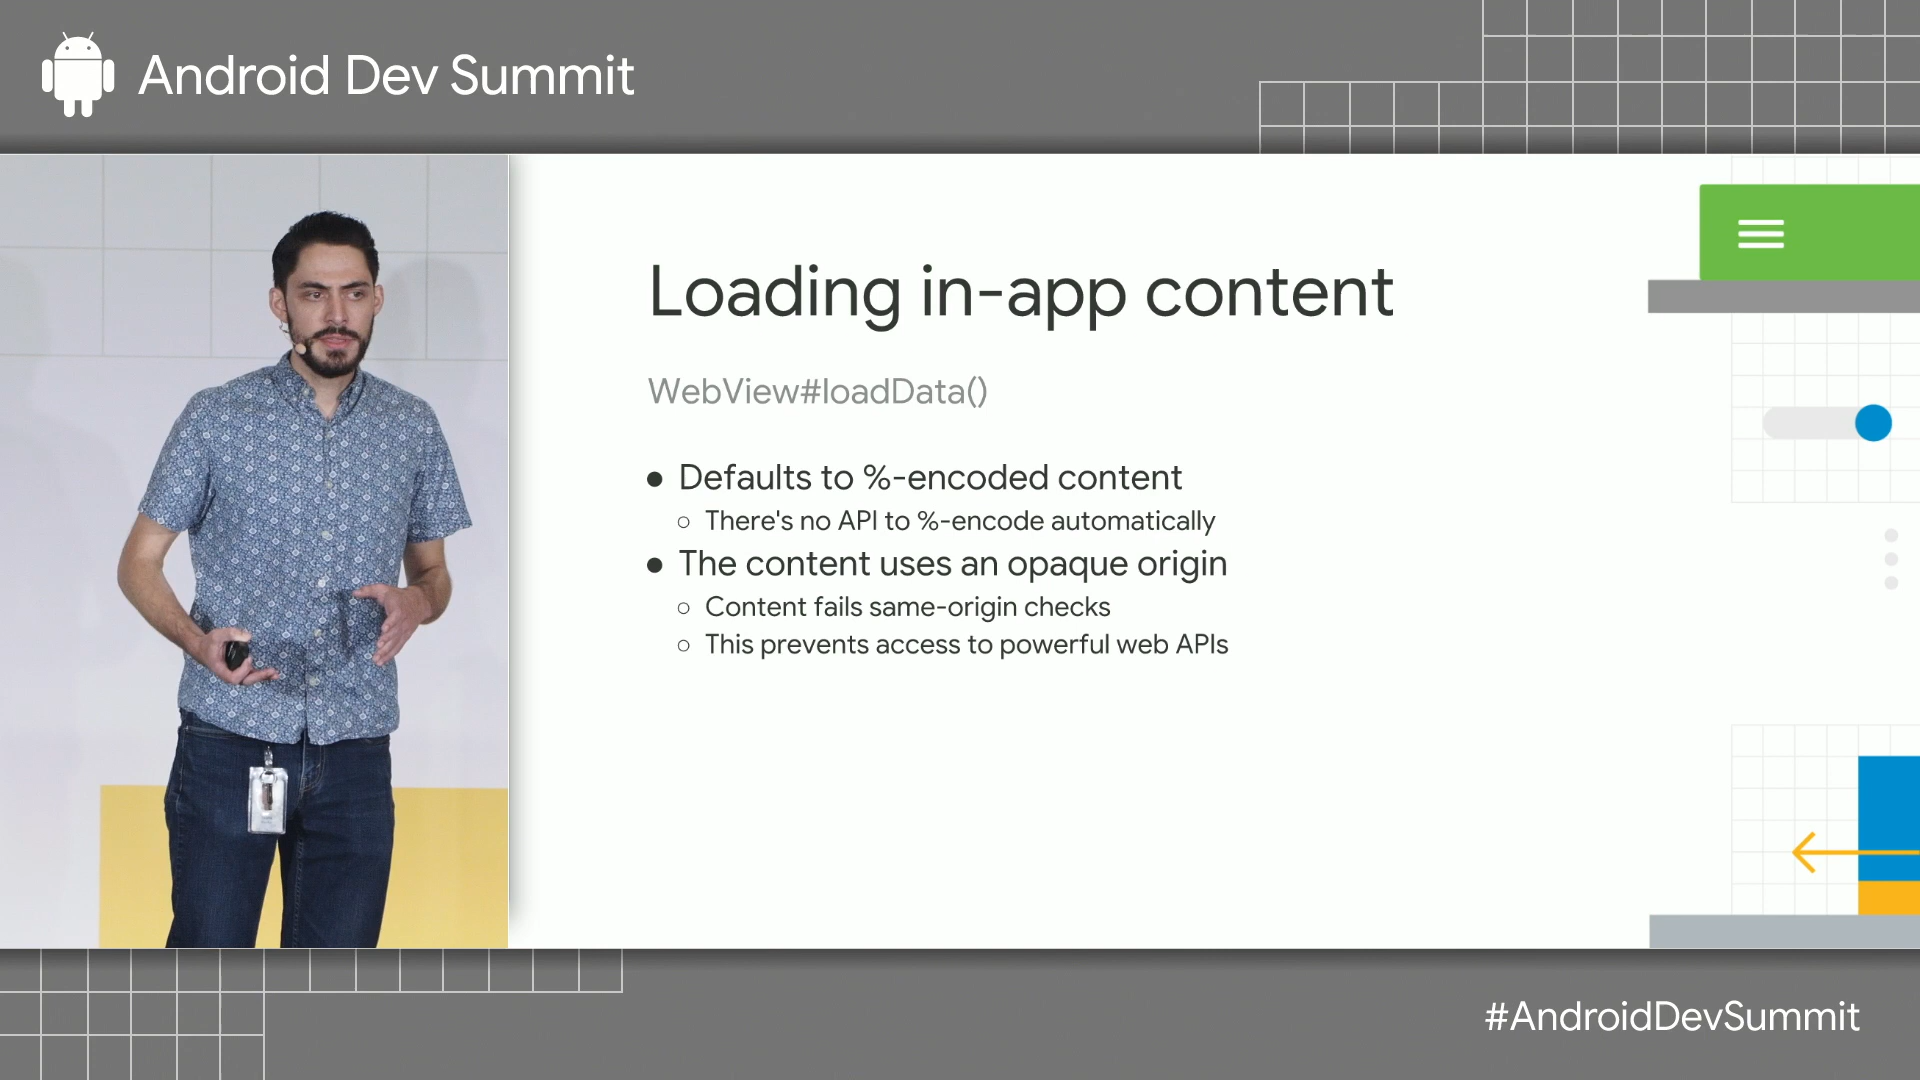 Android Dev Summit
Loading in-app content
WebView#loadData()
● Defaults to %-encoded content
○ There's no API to %-encode automatically
● The content uses an opaque origin
○ Content fails same-origin checks
○ This prevents access to powerful web APIs
#AndroidDevSummit